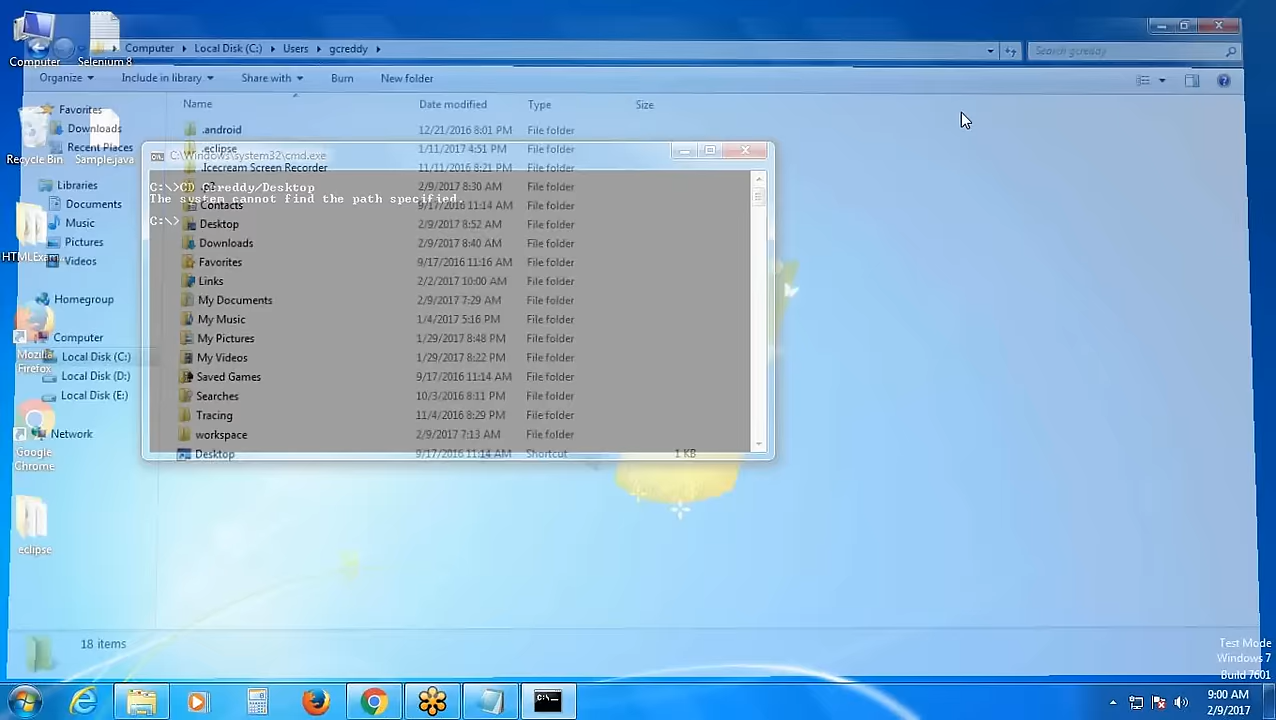 Computer
Selenium 8
Computer
Local Disk (C:)
Users
gcreddy
Search gcreddy
Organize
Include in library
Share with
Burn
New folder
Name
Date modified
Type
Size
Favorites
Downloads
Recent Places
Recycle Bin
Sample.java
Libraries
Documents
Music
Pictures
Videos
HTMLExam...
Homegroup
Computer
Local Disk (C:)
Local Disk (D:)
Local Disk (E:)
Network
Mozilla Firefox
Google Chrome
eclipse
.android 12/21/2016 8:01 PM File folder
.eclipse 1/11/2017 4:51 PM File folder
.Icecream Screen Recorder 11/11/2016 8:21 PM File folder
2/9/2017 8:30 AM File folder
Contacts 9/17/2016 11:14 AM File folder
Desktop 2/9/2017 8:52 AM File folder
Downloads 2/9/2017 8:40 AM File folder
Favorites 9/17/2016 11:16 AM File folder
Links 2/2/2017 10:00 AM File folder
My Documents 2/9/2017 7:29 AM File folder
My Music 1/4/2017 5:16 PM File folder
My Pictures 1/29/2017 8:48 PM File folder
My Videos 1/29/2017 8:22 PM File folder
Saved Games 9/17/2016 11:14 AM File folder
Searches 10/3/2016 8:11 PM File folder
Tracing 11/4/2016 8:29 PM File folder
workspace 2/9/2017 7:13 AM File folder
Desktop 9/17/2016 11:14 AM Shortcut 1 KB
C:\Windows\system32\cmd.exe
C:\>CD Gcreddy/Desktop
The system cannot find the path specified.
C:\>
18 items
Test Mode
Windows 7
Build 7601
9:00 AM
2/9/2017